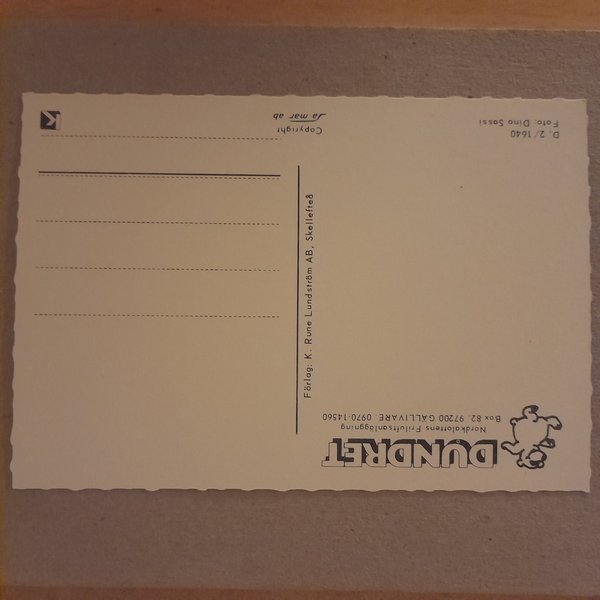 DUNDRET
Nordkalottens Friluftsanläggning
Box 82. 97200 GÄLLIVARE. 0970-14560
Förlag: K. Rune Lundström AB, Skellefteå
D. 2/1640
Foto: Dino Sassi
Copyright
La mar ab
K